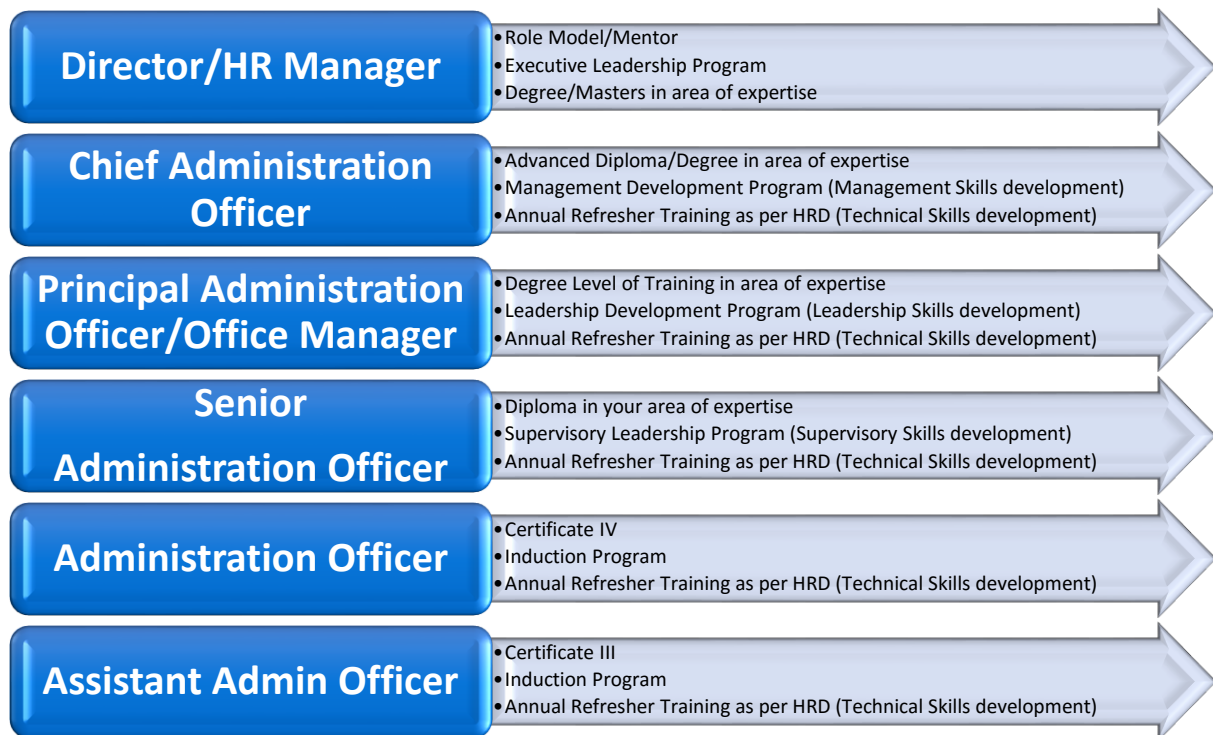 Director/HR Manager
•Role Model/Mentor
•Executive Leadership Program
•Degree/Masters in area of expertise
Chief Administration
Officer
•Advanced Diploma/Degree in area of expertise
•Management Development Program (Management Skills development)
•Annual Refresher Training as per HRD (Technical Skills development)
Principal Administration
Officer/Office Manager
•Degree Level of Training in area of expertise
•Leadership Development Program (Leadership Skills development)
•Annual Refresher Training as per HRD (Technical Skills development)
Senior
Administration Officer
•Diploma in your area of expertise
•Supervisory Leadership Program (Supervisory Skills development)
•Annual Refresher Training as per HRD (Technical Skills development)
Administration Officer
•Certificate IV
•Induction Program
•Annual Refresher Training as per HRD (Technical Skills development)
Assistant Admin Officer
•Certificate III
•Induction Program
•Annual Refresher Training as per HRD (Technical Skills development)